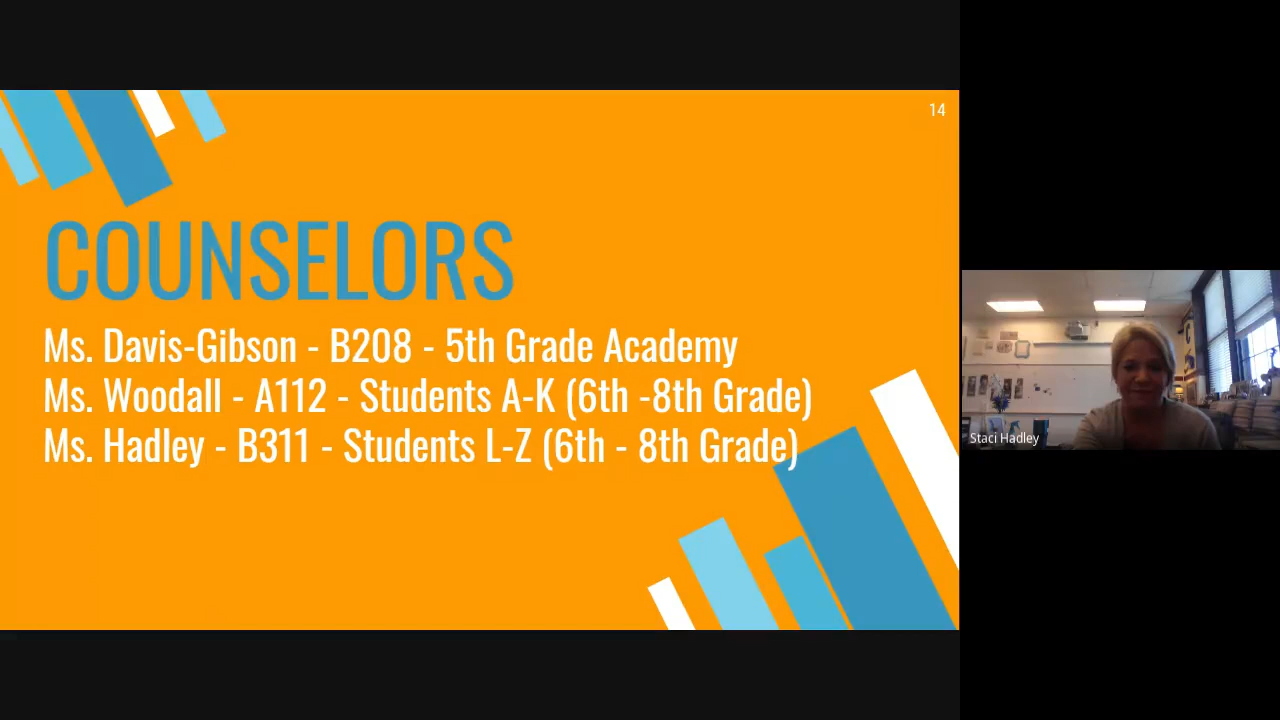 14
COUNSELORS
Ms. Davis-Gibson - B208 - 5th Grade Academy
Ms. Woodall - A112 - Students A-K (6th -8th Grade)
Ms. Hadley - B311 - Students L-Z (6th - 8th Grade)
Staci Hadley